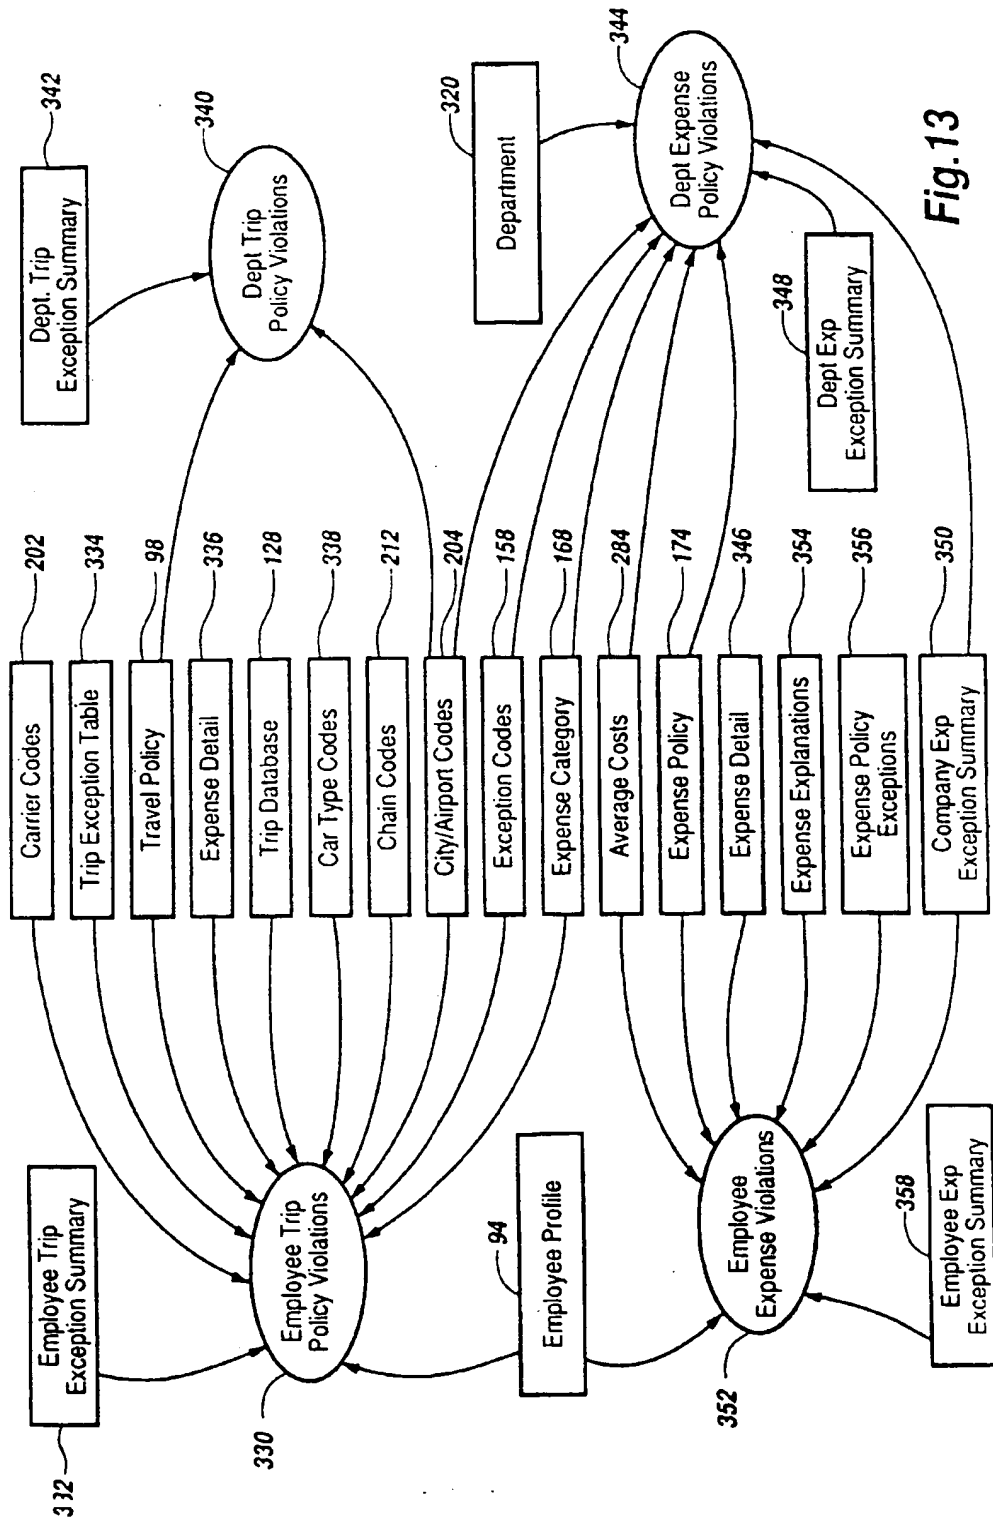 332
Employee Trip
Exception Summary
330
Employee Trip
Policy Violations
94
Employee Profile
352
Employee
Expense Violations
358
Employee Exp
Exception Summary
Carrier Codes
202
Trip Exception Table
334
Travel Policy
98
Expense Detail
336
Trip Database
128
Car Type Codes
338
Chain Codes
212
City/Airport Codes
204
Exception Codes
158
Expense Category
168
Average Costs
284
Expense Policy
174
Expense Detail
346
Expense Explanations
354
Expense Policy
Exceptions
356
Company Exp
Exception Summary
350
Dept. Trip
Exception Summary
342
Dept Trip
Policy Violations
340
Department
320
Dept Expense
Policy Violations
344
Dept Exp
Exception Summary
348
Fig.13